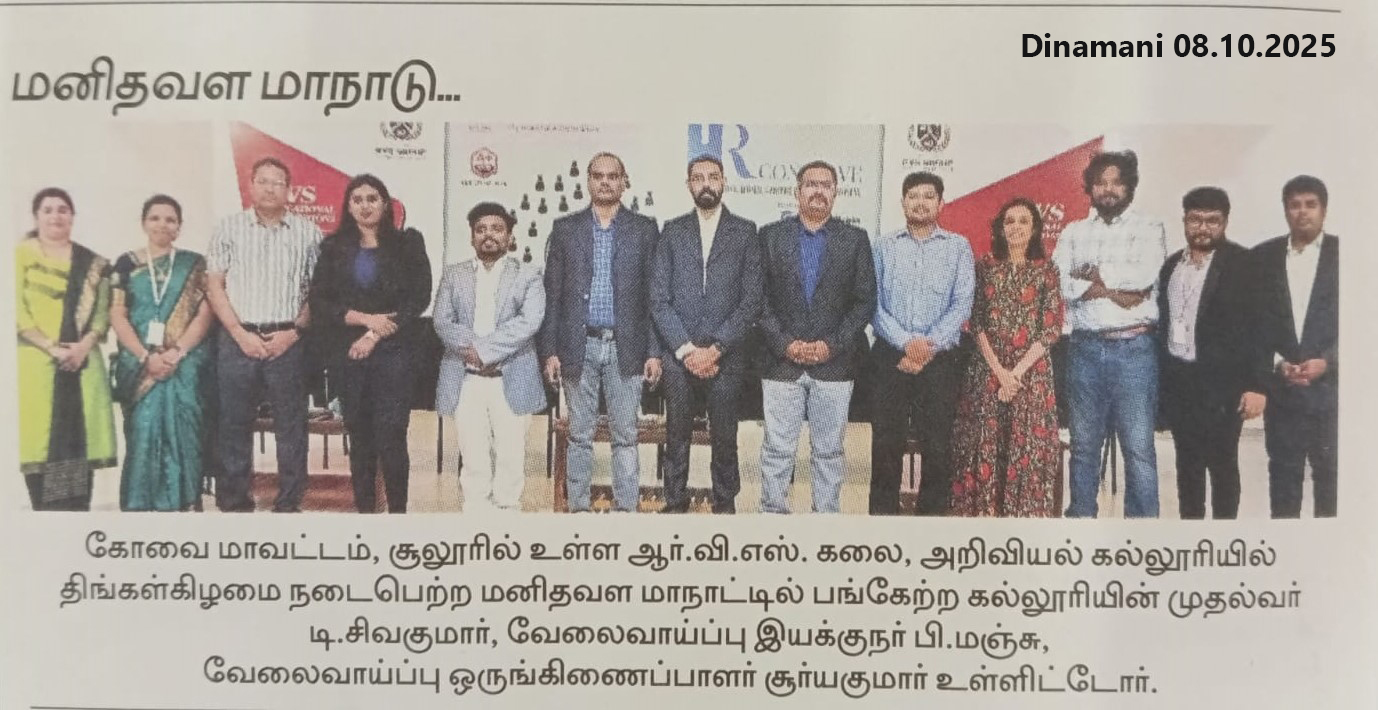 Dinamani 08.10.2025
மனிதவள மாநாடு...
HR
கோவை மாவட்டம், சூலூரில் உள்ள ஆர்.வி.எஸ். கலை, அறிவியல் கல்லூரியில்
திங்கள்கிழமை நடைபெற்ற மனிதவள மாநாட்டில் பங்கேற்ற கல்லூரியின் முதல்வர்
டி.சிவகுமார், வேலைவாய்ப்பு இயக்குநர் பி.மஞ்சு,
வேலைவாய்ப்பு ஒருங்கிணைப்பாளர் சூர்யகுமார் உள்ளிட்டோர்.